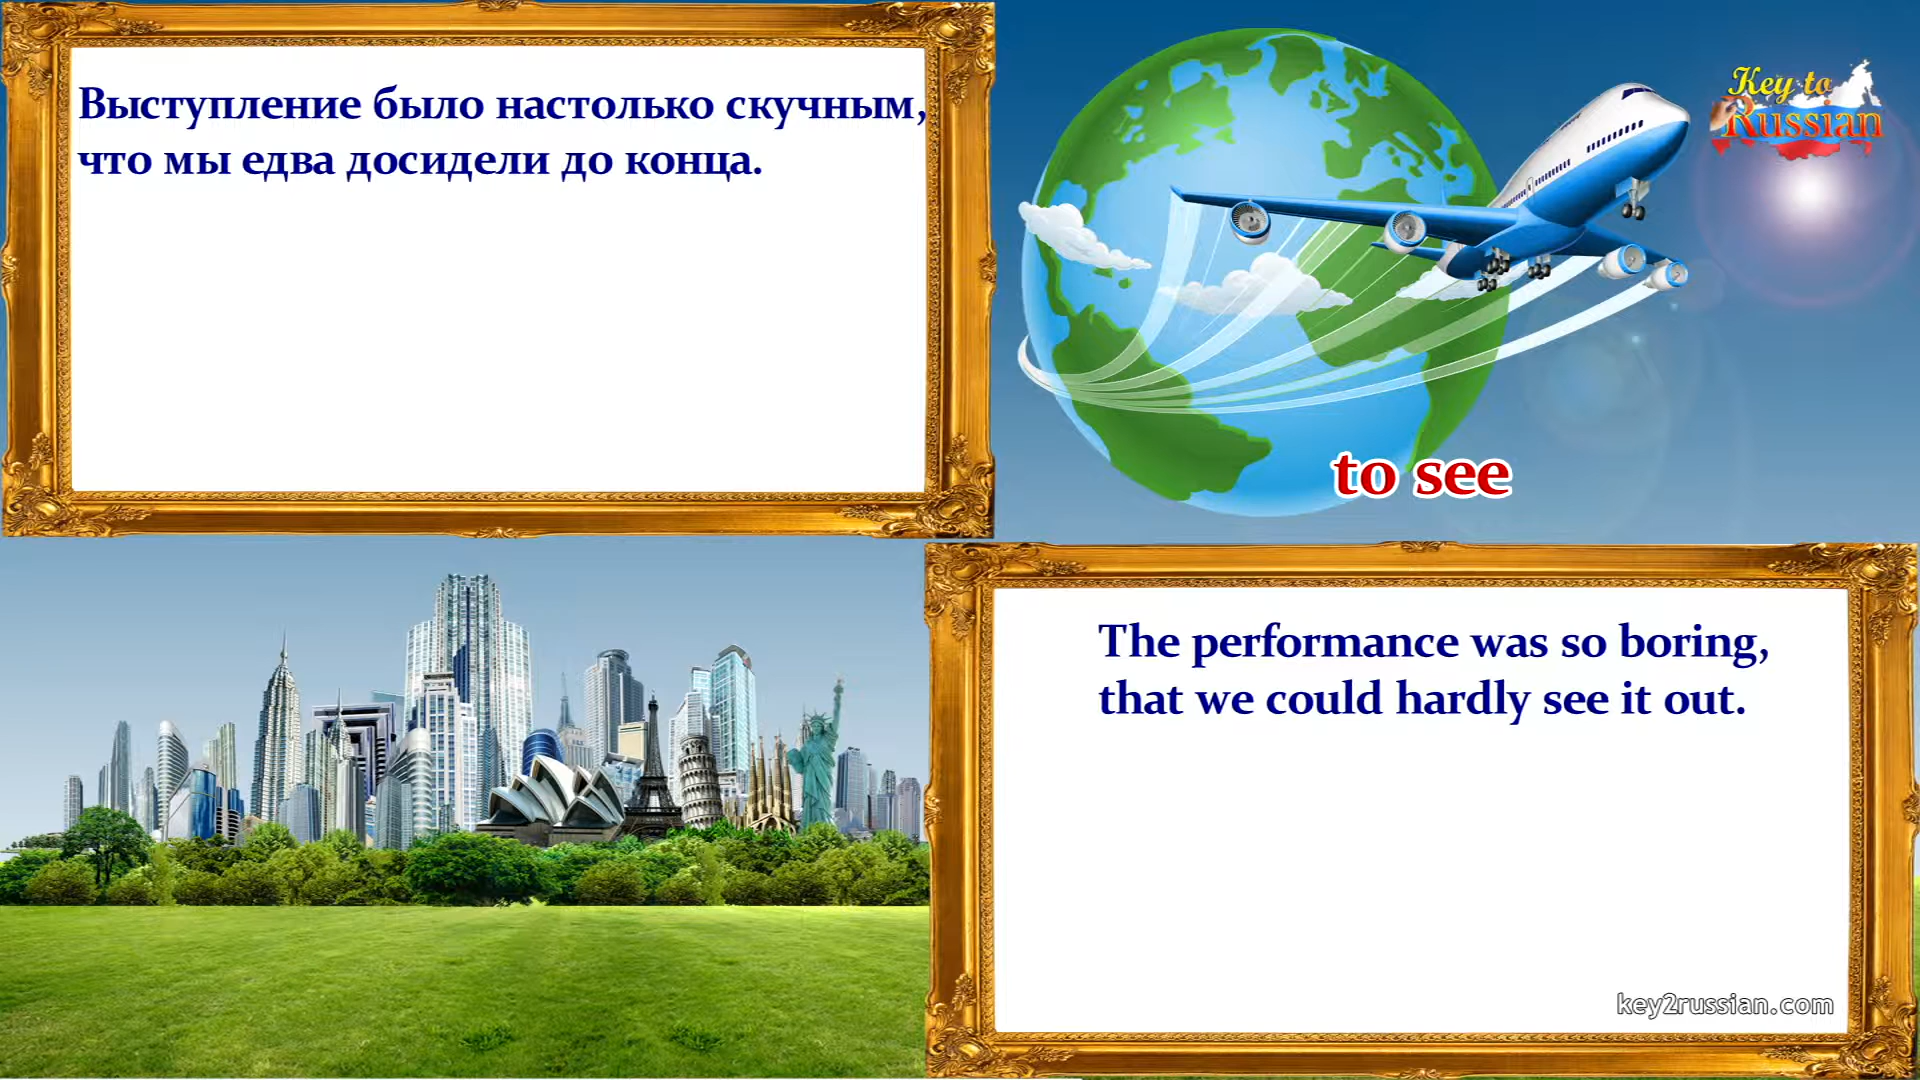 Выступление было настолько скучным,
что мы едва досидели до конца.
Key to
Russian
to see
The performance was so boring,
that we could hardly see it out.
key2russian.com